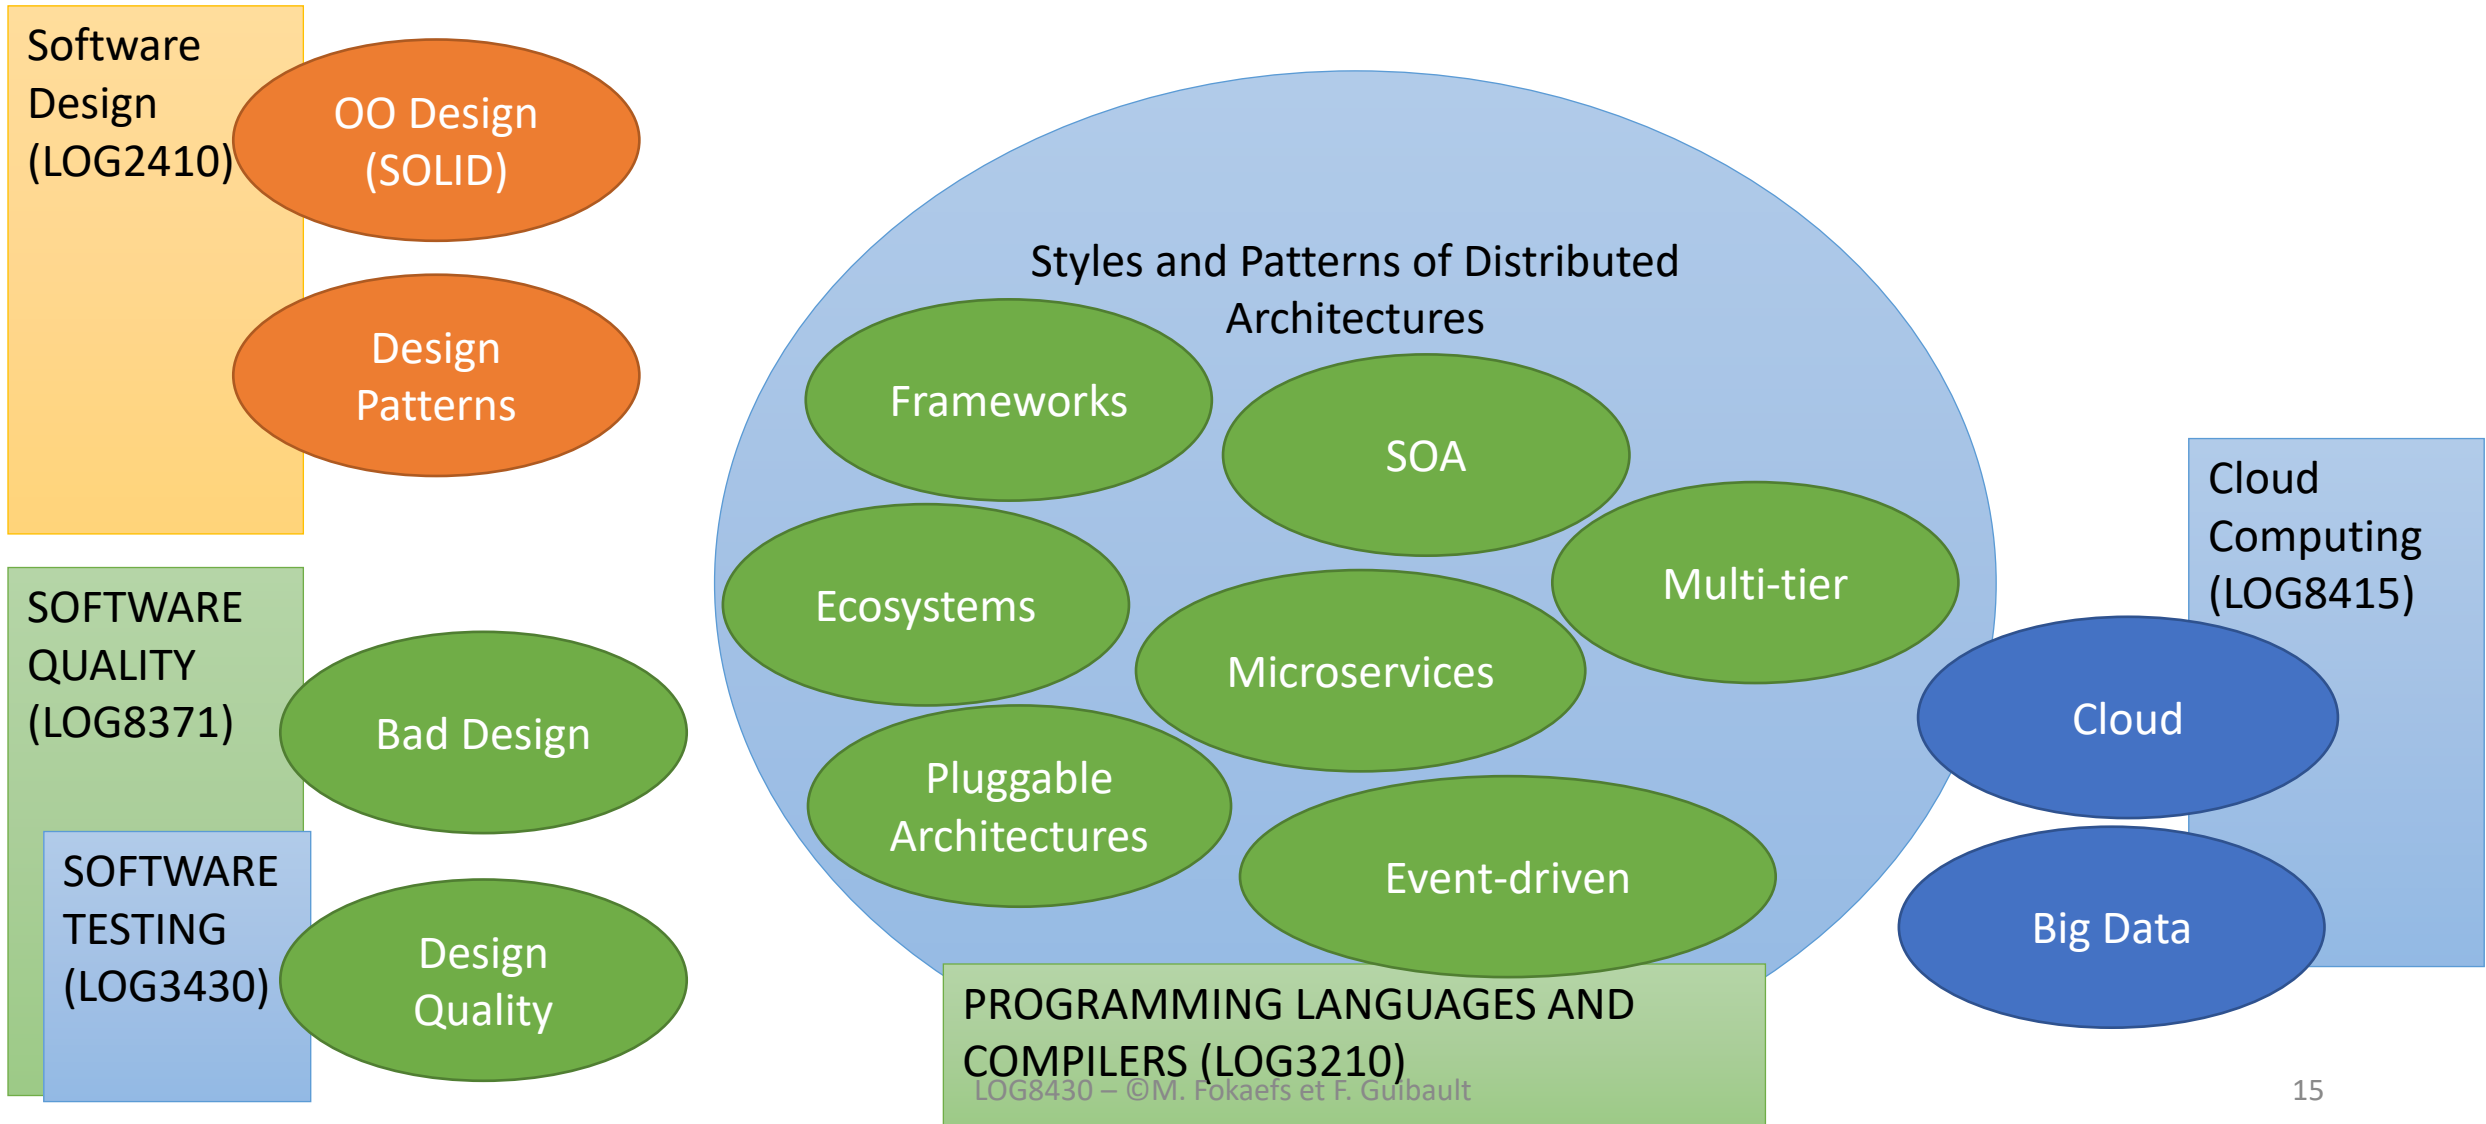 Software
Design
(LOG2410)
OO Design
(SOLID)
Design
Patterns
SOFTWARE
QUALITY
(LOG8371)
Bad Design
SOFTWARE
TESTING
(LOG3430)
Design
Quality
Styles and Patterns of Distributed
Architectures
Frameworks
SOA
Ecosystems
Multi-tier
Microservices
Pluggable
Architectures
Event-driven
PROGRAMMING LANGUAGES AND
COMPILERS (LOG3210)
Cloud
Computing
(LOG8415)
Cloud
Big Data
LOG8430 – ©M. Fokaefs et F. Guibault
15